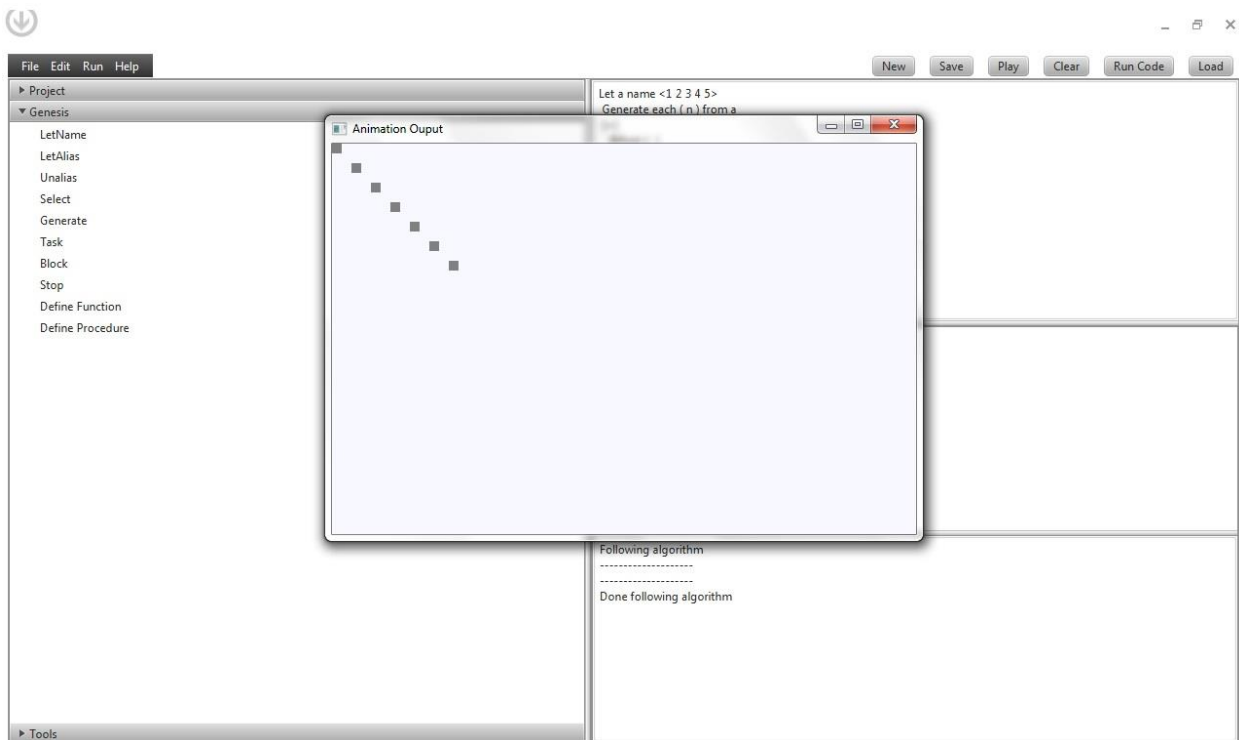 File Edit Run Help
New Save Play Clear Run Code Load
Project
Genesis
LetName
LetAlias
Unalias
Select
Generate
Task
Block
Stop
Define Function
Define Procedure
Tools
Let a name <1 2 3 4 5>
Generate each ( n ) from a
Animation Ouput
Following algorithm
--------------------
--------------------
Done following algorithm